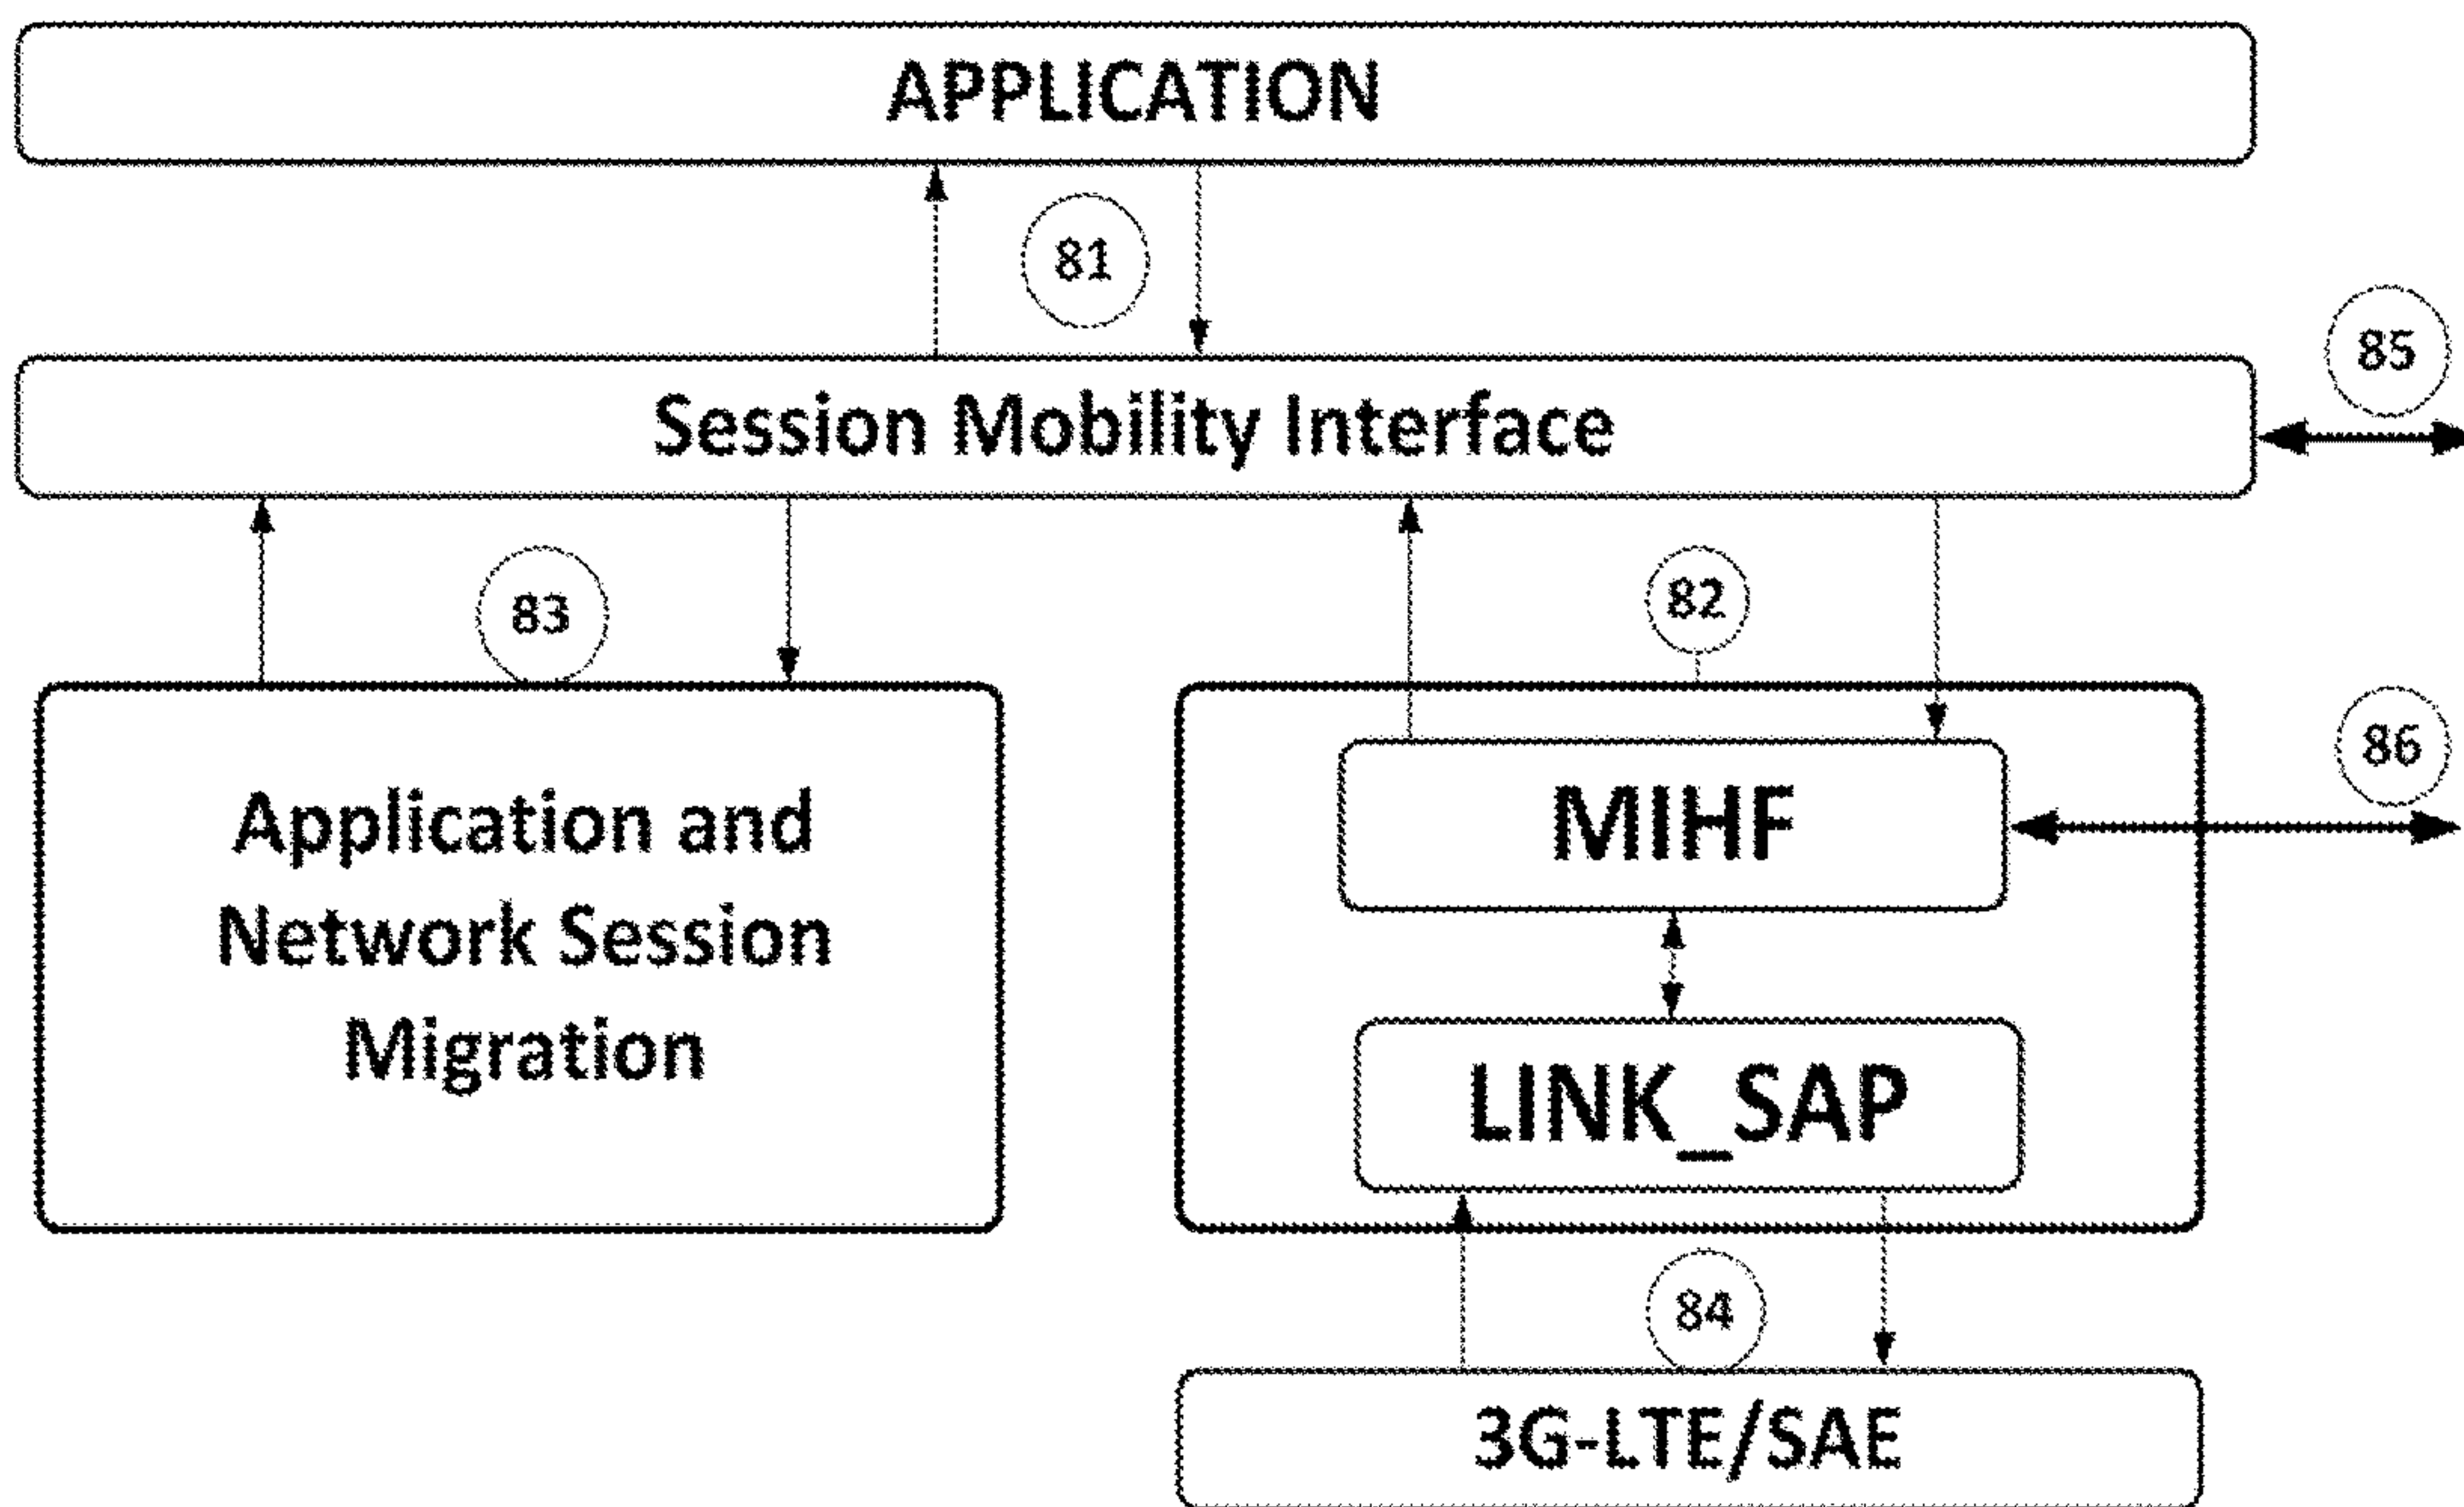 APPLICATION
81
85
Session Mobility Interface
83
82
86
Application and
Network Session
Migration
MIHF
LINK_SAP
84
3G-LTE/SAE